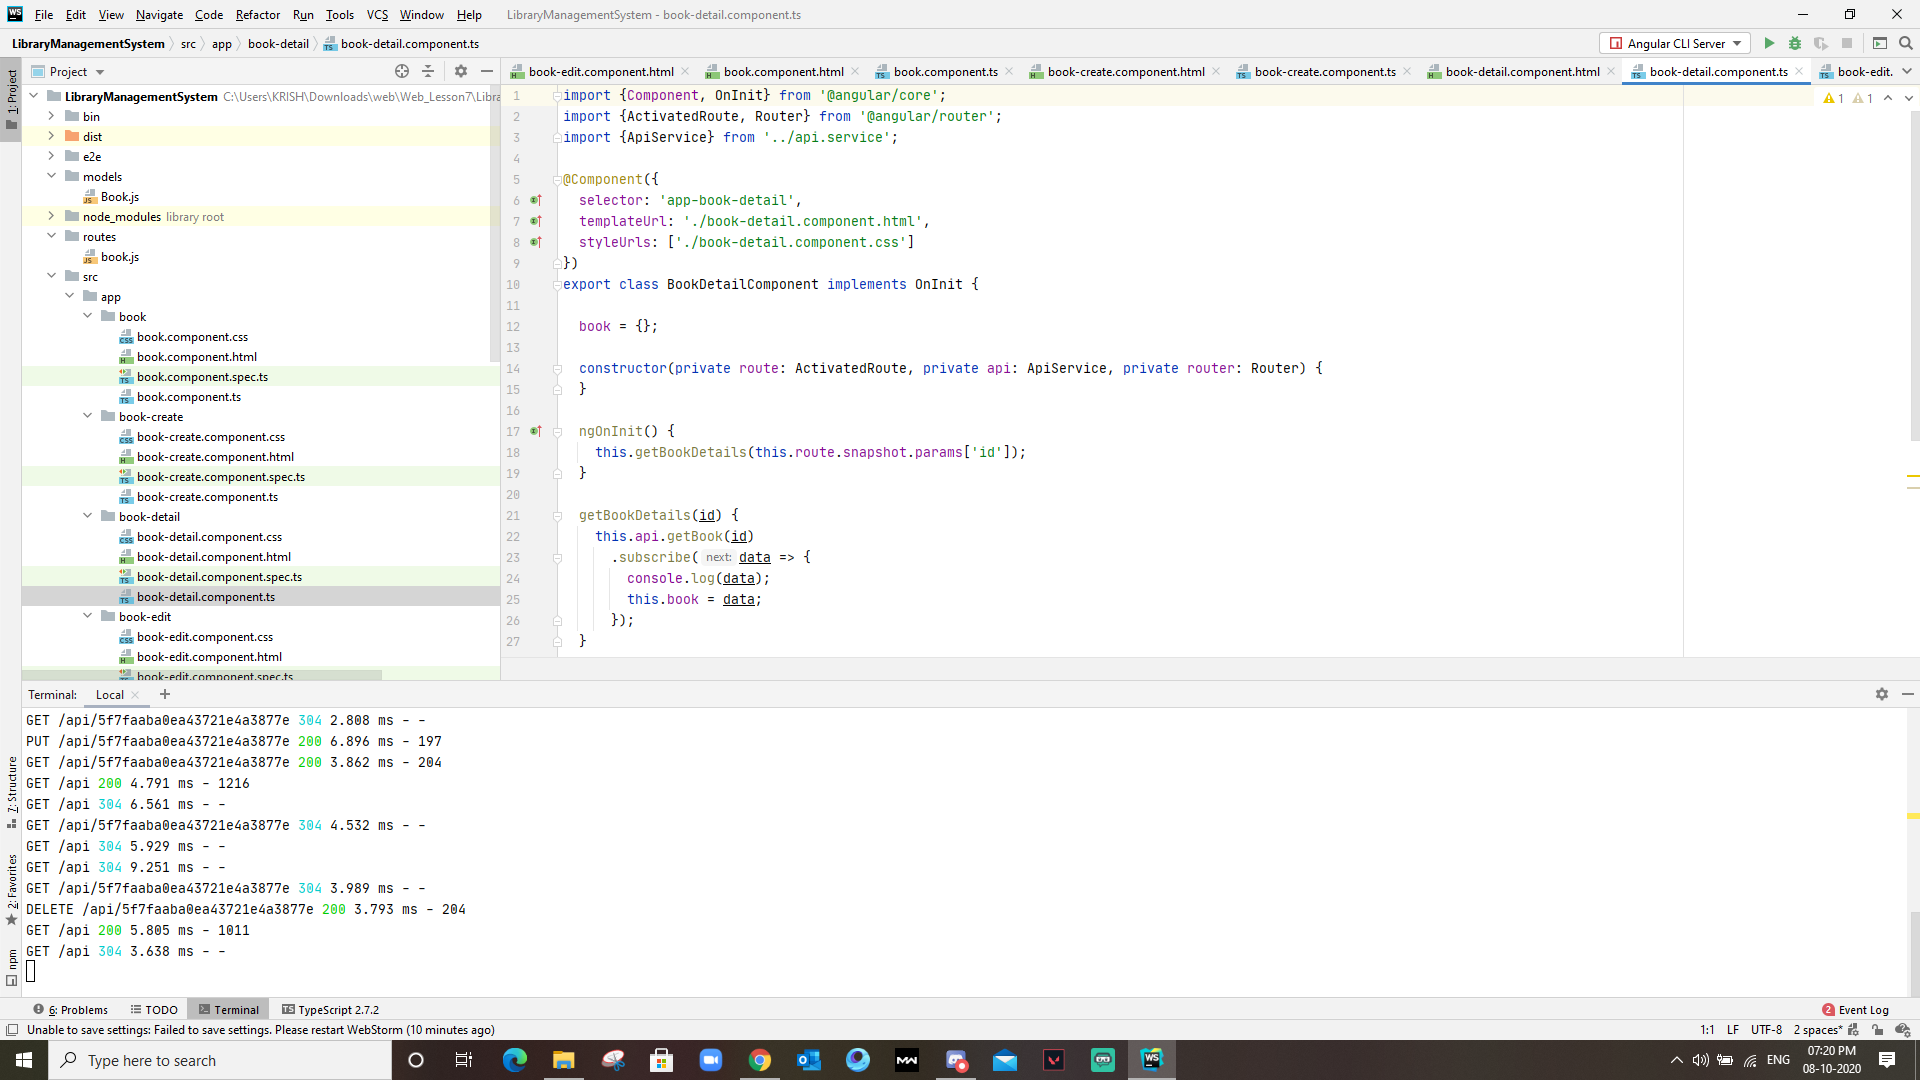 File Edit View Navigate Code Refactor Run Tools VCS Window Help LibraryManagementSystem - book-detail.component.ts
LibraryManagementSystem src app book-detail book-detail.component.ts Angular CLI Server
Project
book-edit.component.html book.component.html book.component.ts book-create.component.html book-create.component.ts book-detail.component.html book-detail.component.ts book-edit.
1: Project
LibraryManagementSystem C:\Users\KRISH\Downloads\web\Web_Lesson7\Libra
bin
dist
e2e
models
Book.js
node_modules library root
routes
book.js
src
app
book
book.component.css
book.component.html
book.component.spec.ts
book.component.ts
book-create
book-create.component.css
book-create.component.html
book-create.component.spec.ts
book-create.component.ts
book-detail
book-detail.component.css
book-detail.component.html
book-detail.component.spec.ts
book-detail.component.ts
book-edit
book-edit.component.css
book-edit.component.html
book-edit.component.spec.ts
1 import {Component, OnInit} from '@angular/core';
2 import {ActivatedRoute, Router} from '@angular/router';
3 import {ApiService} from '../api.service';
4
5 @Component({
6 selector: 'app-book-detail',
7 templateUrl: './book-detail.component.html',
8 styleUrls: ['./book-detail.component.css']
9 })
10 export class BookDetailComponent implements OnInit {
11
12 book = {};
13
14 constructor(private route: ActivatedRoute, private api: ApiService, private router: Router) {
15 }
16
17 ngOnInit() {
18 this.getBookDetails(this.route.snapshot.params['id']);
19 }
20
21 getBookDetails(id) {
22 this.api.getBook(id)
23 .subscribe( next: data => {
24 console.log(data);
25 this.book = data;
26 });
27 }
1 1
Terminal: Local +
GET /api/5f7faaba0ea43721e4a3877e 304 2.808 ms - -
PUT /api/5f7faaba0ea43721e4a3877e 200 6.896 ms - 197
GET /api/5f7faaba0ea43721e4a3877e 200 3.862 ms - 204
GET /api 200 4.791 ms - 1216
GET /api 304 6.561 ms - -
GET /api/5f7faaba0ea43721e4a3877e 304 4.532 ms - -
GET /api 304 5.929 ms - -
GET /api 304 9.251 ms - -
GET /api/5f7faaba0ea43721e4a3877e 304 3.989 ms - -
DELETE /api/5f7faaba0ea43721e4a3877e 200 3.793 ms - 204
GET /api 200 5.805 ms - 1011
GET /api 304 3.638 ms - -
7: Structure
2: Favorites
npm
6: Problems TODO Terminal TypeScript 2.7.2 2 Event Log
Unable to save settings: Failed to save settings. Please restart WebStorm (10 minutes ago) 1:1 LF UTF-8 2 spaces*
Type here to search ENG 07:20 PM
08-10-2020